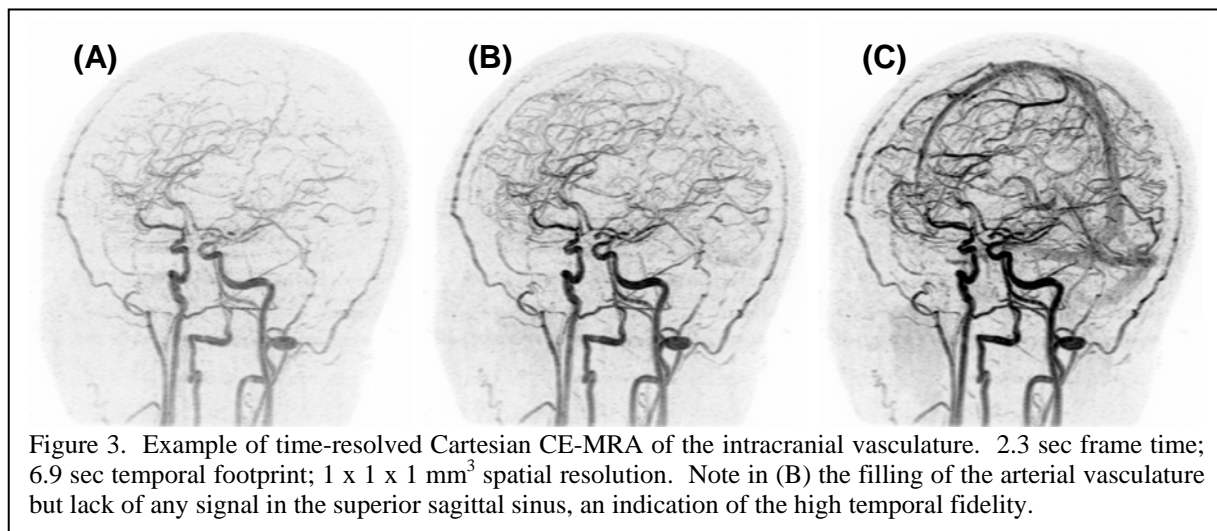 (A) (B) (C)
Figure 3. Example of time-resolved Cartesian CE-MRA of the intracranial vasculature. 2.3 sec frame time;
6.9 sec temporal footprint; 1 x 1 x 1 mm³ spatial resolution. Note in (B) the filling of the arterial vasculature
but lack of any signal in the superior sagittal sinus, an indication of the high temporal fidelity.